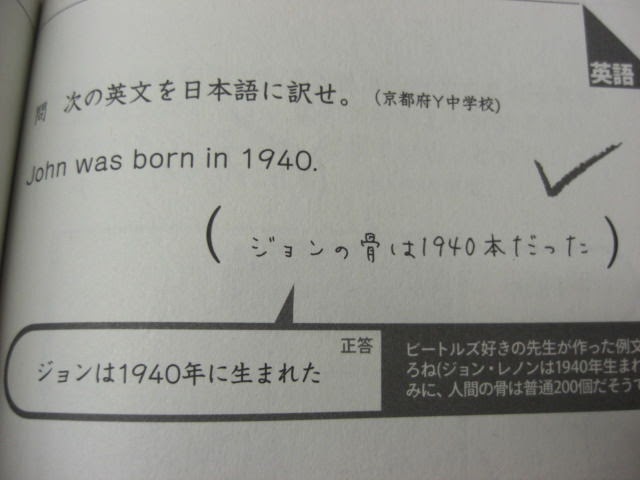 英語
問 次の英文を日本語に訳せ。(京都府Y中学校)
John was born in 1940.
(ジョンの骨は1940本だった)
正答
ジョンは1940年に生まれた
ビートルズ好きの先生が作った例文
ろね(ジョン・レノンは1940年生まれ
みに、人間の骨は普通200個だそう